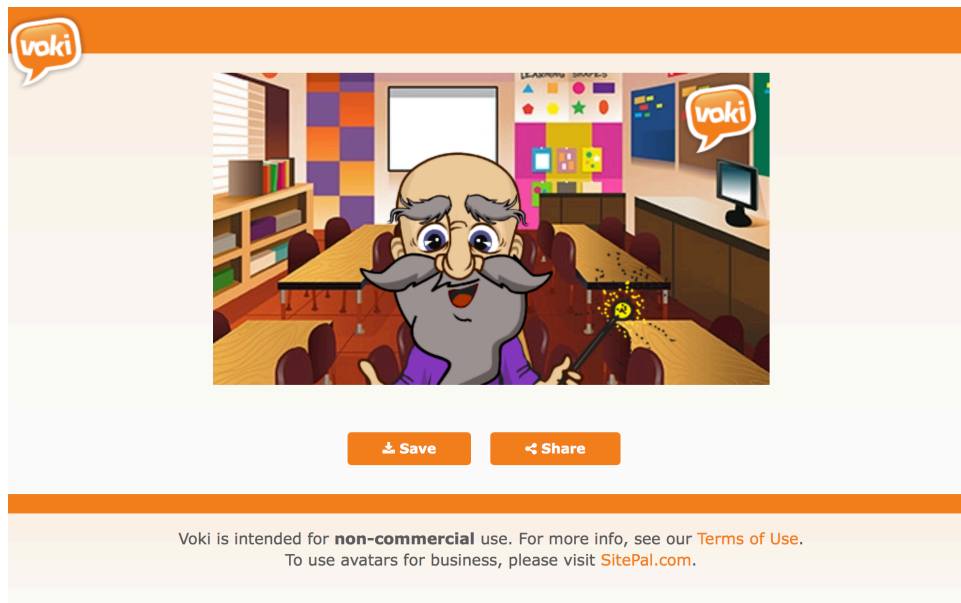 voki
LEARNING SHAPES
voki
Save
Share
Voki is intended for non-commercial use. For more info, see our Terms of Use.
To use avatars for business, please visit SitePal.com.